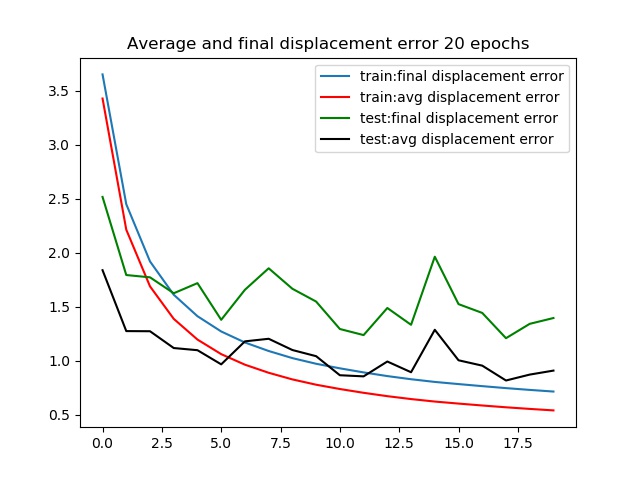 Average and final displacement error 20 epochs
train:final displacement error
train:avg displacement error
test:final displacement error
test:avg displacement error
3.5
3.0
2.5
2.0
1.5
1.0
0.5
0.0 2.5 5.0 7.5 10.0 12.5 15.0 17.5